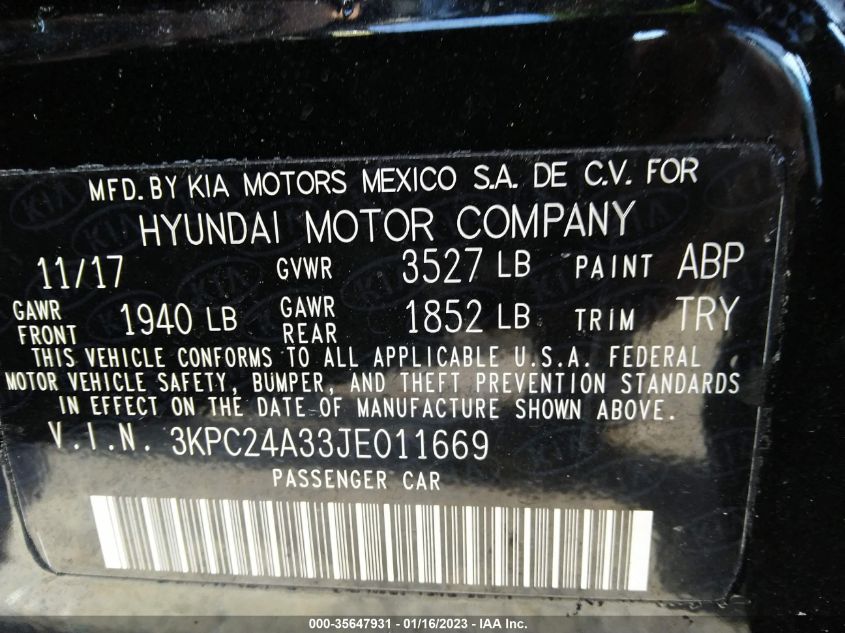 MFD. BY KIA MOTORS MEXICO S.A. DE C.V. FOR
HYUNDAI MOTOR COMPANY
11/17 GVWR 3527 LB PAINT ABP
GAWR FRONT 1940 LB GAWR REAR 1852 LB TRIM TRY
THIS VEHICLE CONFORMS TO ALL APPLICABLE U.S.A. FEDERAL
MOTOR VEHICLE SAFETY, BUMPER, AND THEFT PREVENTION STANDARDS
IN EFFECT ON THE DATE OF MANUFACTURE SHOWN ABOVE.
V.I.N. 3KPC24A33JE011669
PASSENGER CAR
000-35647931 - 01/16/2023 - IAA Inc.